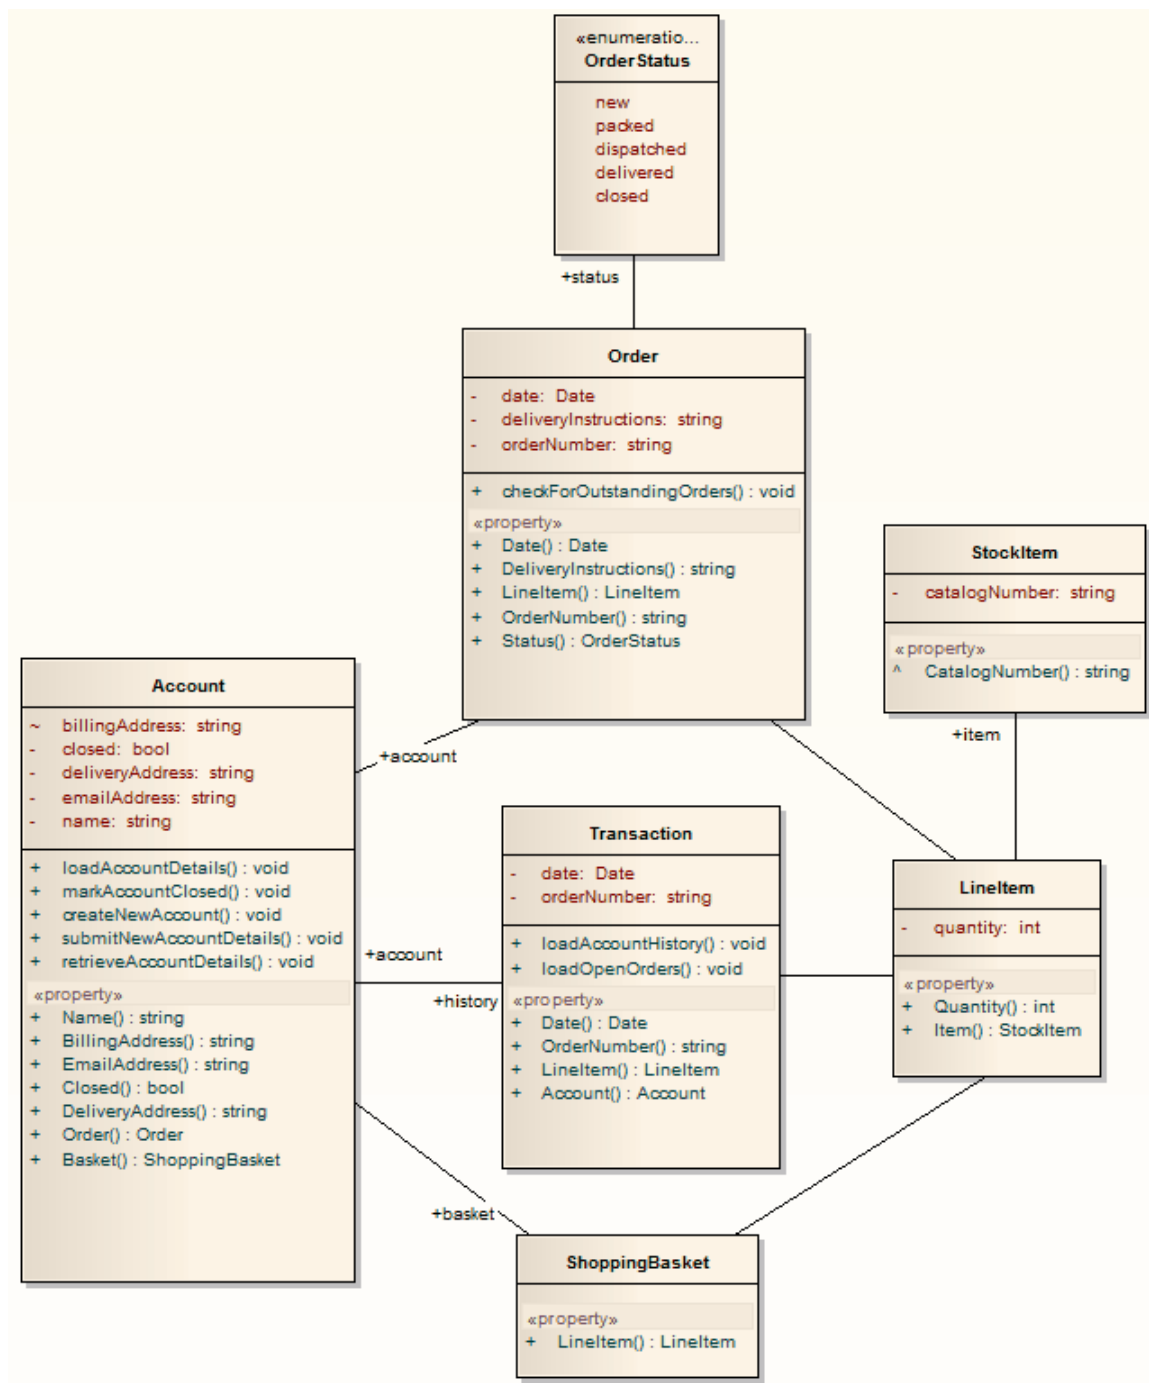 «enumeratio...
OrderStatus
new
packed
dispatched
delivered
closed
+status
Order
- date: Date
- deliveryInstructions: string
- orderNumber: string
+ checkForOutstandingOrders() : void
«property»
+ Date() : Date
+ DeliveryInstructions() : string
+ LineItem() : LineItem
+ OrderNumber() : string
+ Status() : OrderStatus
StockItem
- catalogNumber: string
«property»
^ CatalogNumber() : string
+item
Account
~ billingAddress: string
- closed: bool
- deliveryAddress: string
- emailAddress: string
- name: string
+ loadAccountDetails() : void
+ markAccountClosed() : void
+ createNewAccount() : void
+ submitNewAccountDetails() : void
+ retrieveAccountDetails() : void
«property»
+ Name() : string
+ BillingAddress() : string
+ EmailAddress() : string
+ Closed() : bool
+ DeliveryAddress() : string
+ Order() : Order
+ Basket() : ShoppingBasket
+account
+account
+history
+basket
Transaction
- date: Date
- orderNumber: string
+ loadAccountHistory() : void
+ loadOpenOrders() : void
«property»
+ Date() : Date
+ OrderNumber() : string
+ LineItem() : LineItem
+ Account() : Account
LineItem
- quantity: int
«property»
+ Quantity() : int
+ Item() : StockItem
ShoppingBasket
«property»
+ LineItem() : LineItem